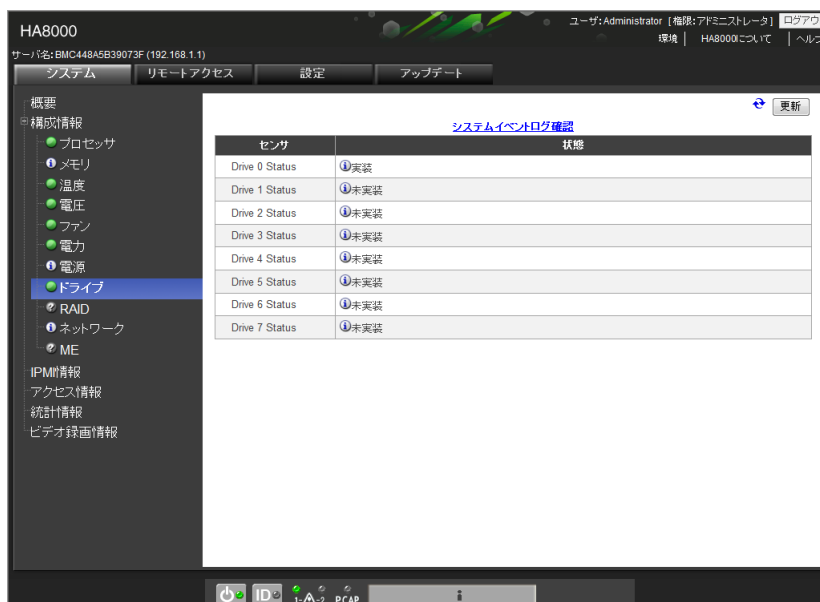 HA8000
ユーザ:Administrator [権限:アドミニストレータ] ログアウ
環境 | HA8000について | ヘル
サーバ名:BMC448A5B39073F (192.168.1.1)
システム リモートアクセス 設定 アップデート
概要
構成情報
プロセッサ
メモリ
温度
電圧
ファン
電力
電源
ドライブ
RAID
ネットワーク
ME
IPMI情報
アクセス情報
統計情報
ビデオ録画情報
更新
システムイベントログ確認
センサ 状態
Drive 0 Status 実装
Drive 1 Status 未実装
Drive 2 Status 未実装
Drive 3 Status 未実装
Drive 4 Status 未実装
Drive 5 Status 未実装
Drive 6 Status 未実装
Drive 7 Status 未実装
ID 1-⚠-2 PCAP i